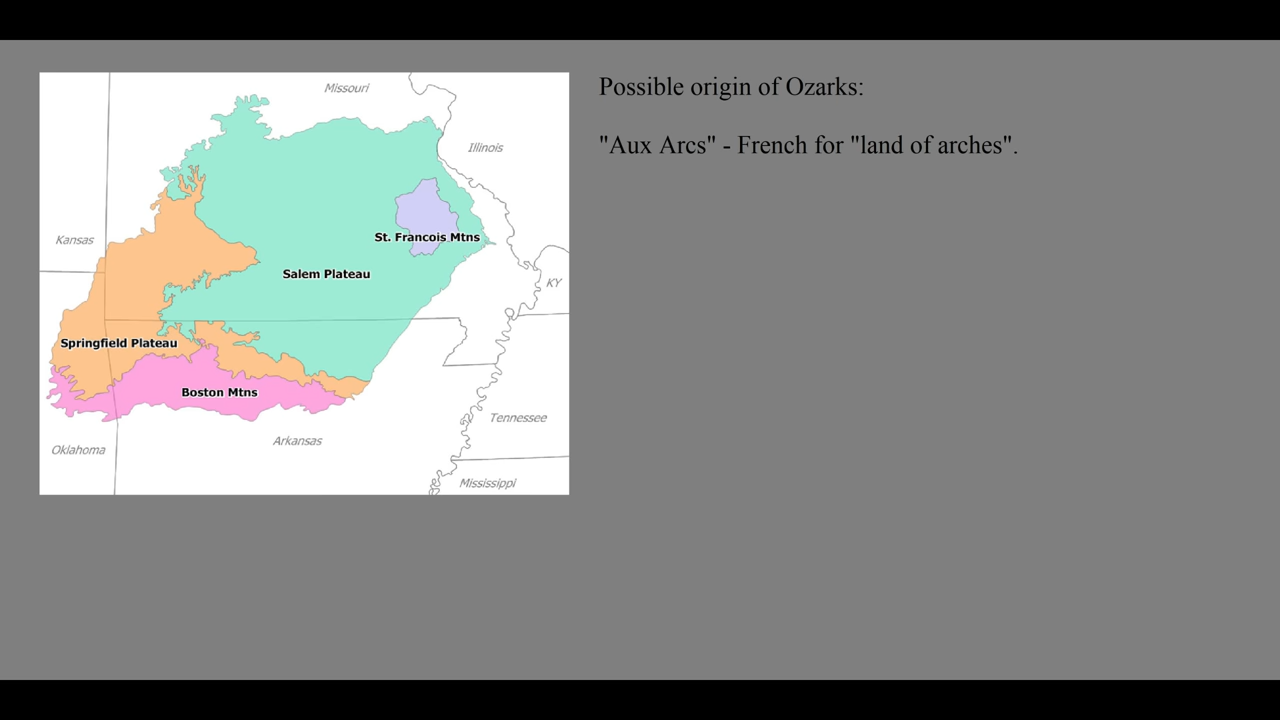 Possible origin of Ozarks:
"Aux Arcs" - French for "land of arches".
Missouri
Illinois
Kansas
St. Francois Mtns
Salem Plateau
KY
Springfield Plateau
Boston Mtns
Tennessee
Arkansas
Oklahoma
Mississippi